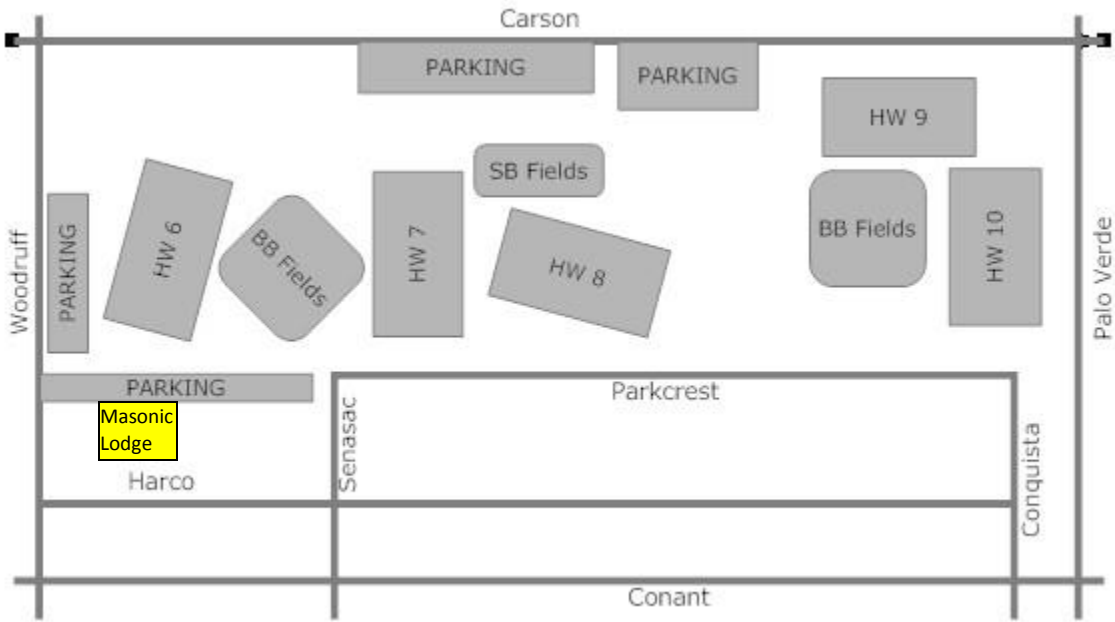 Carson
PARKING
PARKING
HW 9
SB Fields
HW 6
BB Fields
HW 7
HW 8
BB Fields
HW 10
Woodruff
PARKING
Palo Verde
PARKING
Parkcrest
Masonic
Lodge
Senasac
Conquista
Harco
Conant